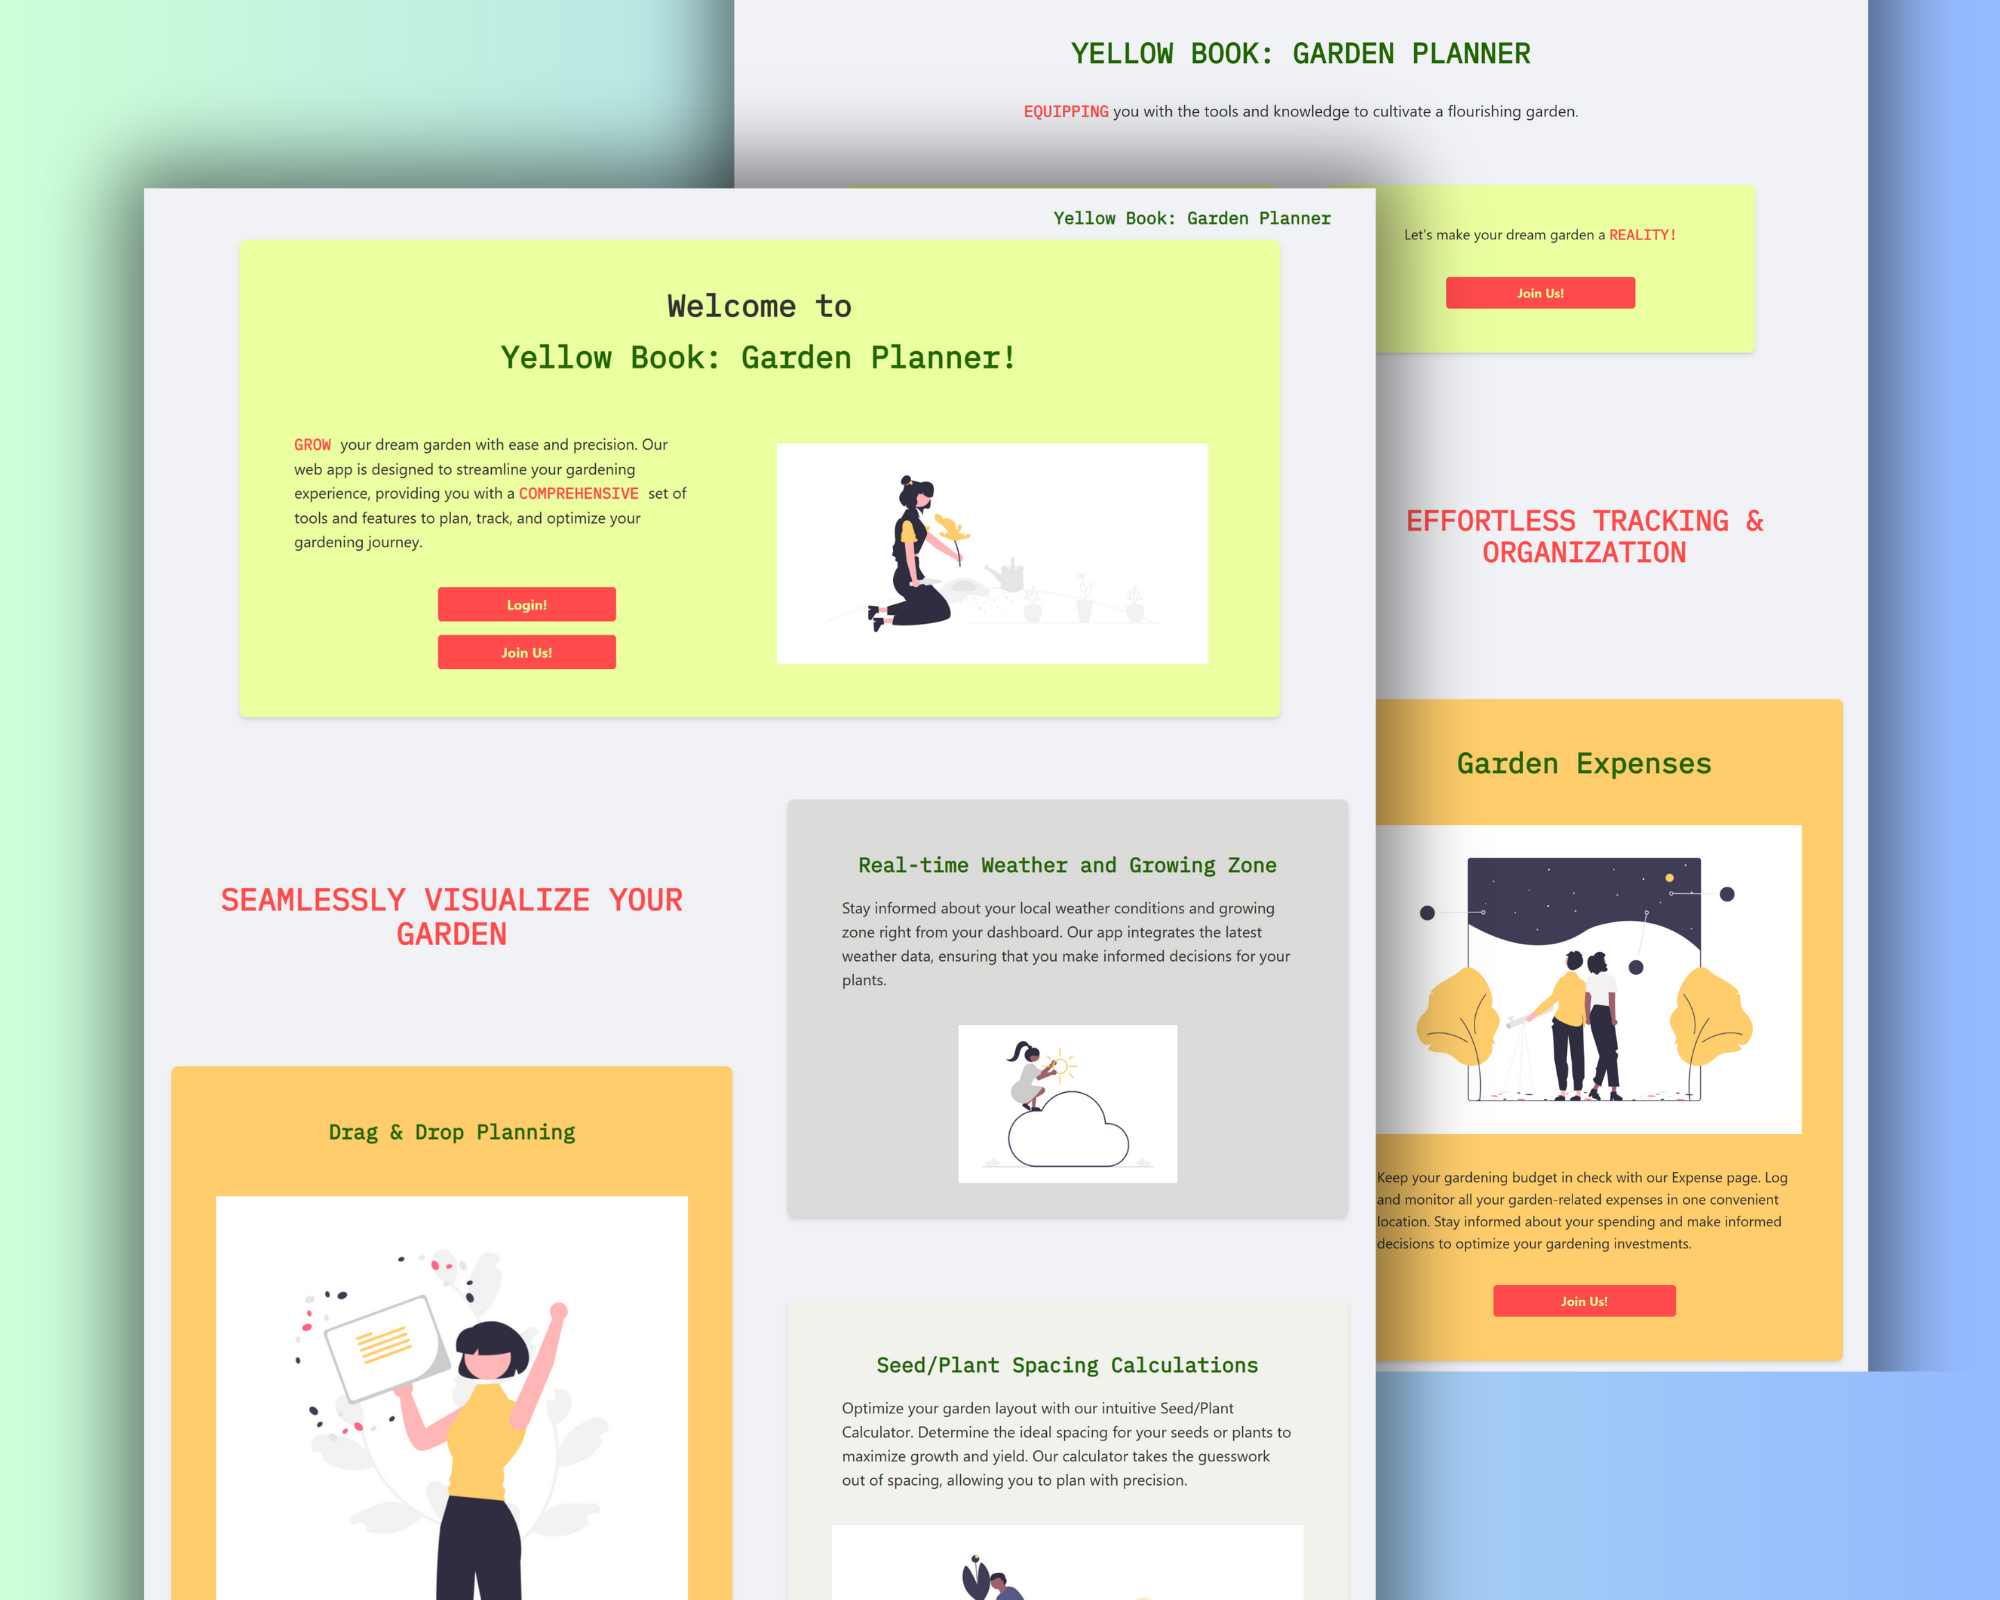 YELLOW BOOK: GARDEN PLANNER
EQUIPPING you with the tools and knowledge to cultivate a flourishing garden.
Let's make your dream garden a REALITY!
Join Us!
EFFORTLESS TRACKING &
ORGANIZATION
Garden Expenses
Keep your gardening budget in check with our Expense page. Log
and monitor all your garden-related expenses in one convenient
location. Stay informed about your spending and make informed
decisions to optimize your gardening investments.
Join Us!
Yellow Book: Garden Planner
Welcome to
Yellow Book: Garden Planner!
GROW your dream garden with ease and precision. Our
web app is designed to streamline your gardening
experience, providing you with a COMPREHENSIVE set of
tools and features to plan, track, and optimize your
gardening journey.
Login!
Join Us!
SEAMLESSLY VISUALIZE YOUR
GARDEN
Drag & Drop Planning
Real-time Weather and Growing Zone
Stay informed about your local weather conditions and growing
zone right from your dashboard. Our app integrates the latest
weather data, ensuring that you make informed decisions for your
plants.
Seed/Plant Spacing Calculations
Optimize your garden layout with our intuitive Seed/Plant
Calculator. Determine the ideal spacing for your seeds or plants to
maximize growth and yield. Our calculator takes the guesswork
out of spacing, allowing you to plan with precision.